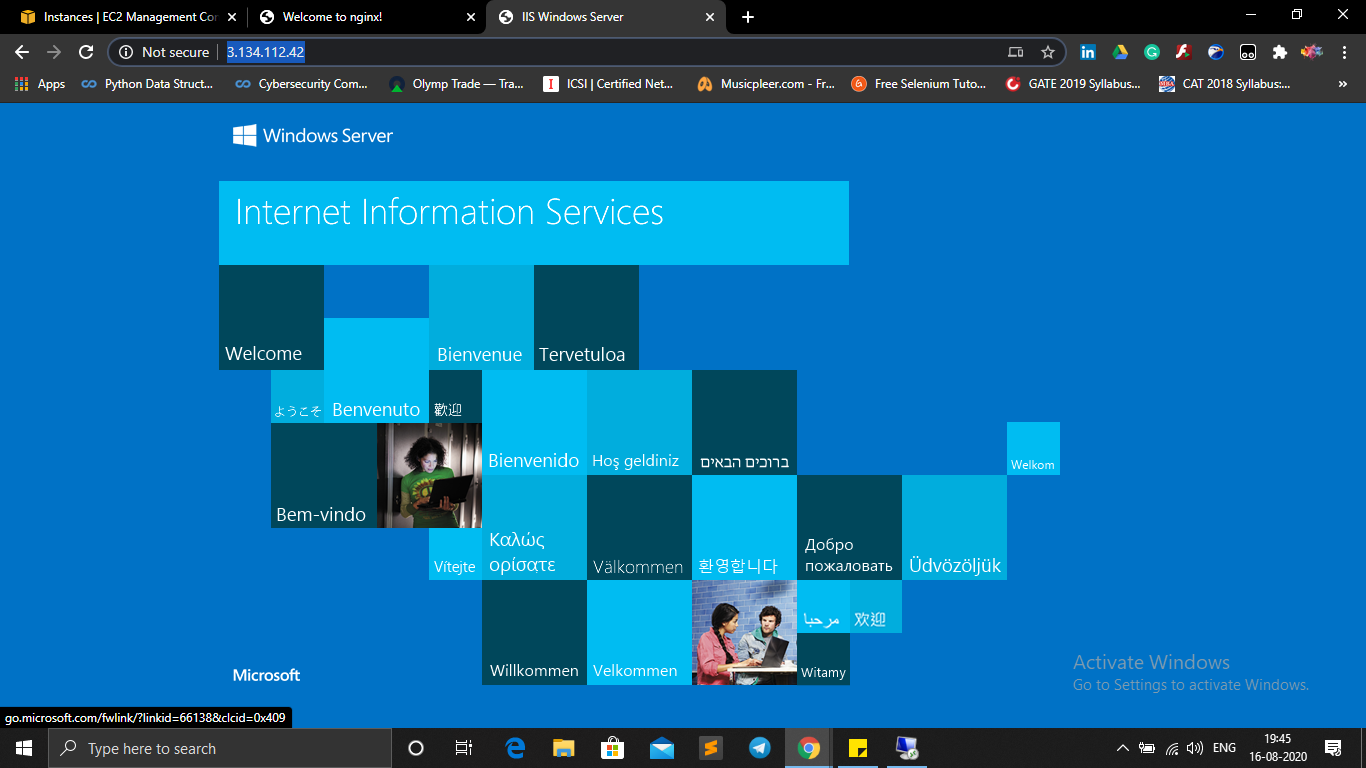 Instances | EC2 Management Con
Welcome to nginx!
IIS Windows Server
Not secure
3.134.112.42
Apps
Python Data Struct...
Cybersecurity Com...
Olymp Trade — Tra...
ICSI | Certified Net...
Musicpleer.com - Fr...
Free Selenium Tuto...
GATE 2019 Syllabus...
CAT 2018 Syllabus:...
Windows Server
Internet Information Services
Welcome
Bienvenue
Tervetuloa
ようこそ
Benvenuto
歡迎
Bienvenido
Hoş geldiniz
ברוכים הבאים
Welkom
Bem-vindo
Vítejte
Καλώς
ορίσατε
Välkommen
환영합니다
Добро
пожаловать
Üdvözöljük
Willkommen
Velkommen
مرحبا
欢迎
Witamy
Microsoft
Activate Windows
Go to Settings to activate Windows.
go.microsoft.com/fwlink/?linkid=66138&clcid=0x409
Type here to search
ENG
19:45
16-08-2020